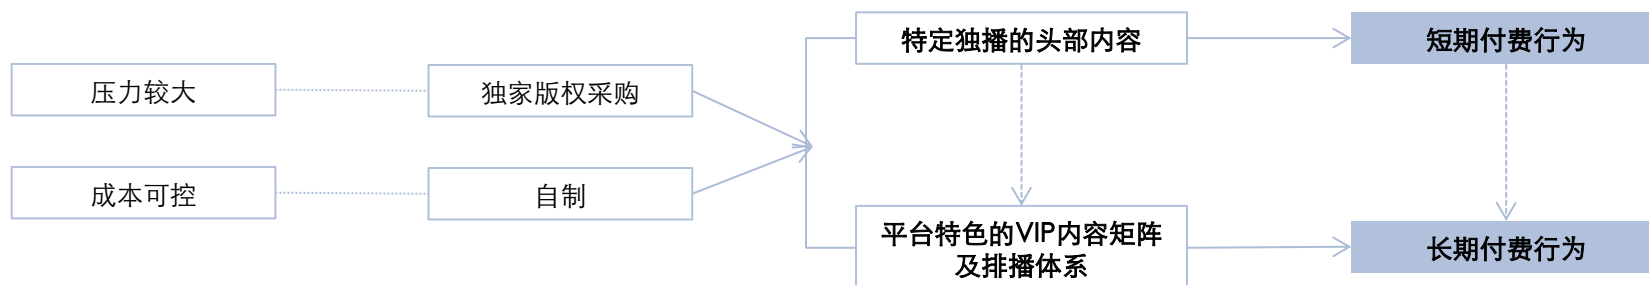 特定独播的头部内容
短期付费行为
压力较大
独家版权采购
成本可控
自制
平台特色的VIP内容矩阵
及排播体系
长期付费行为